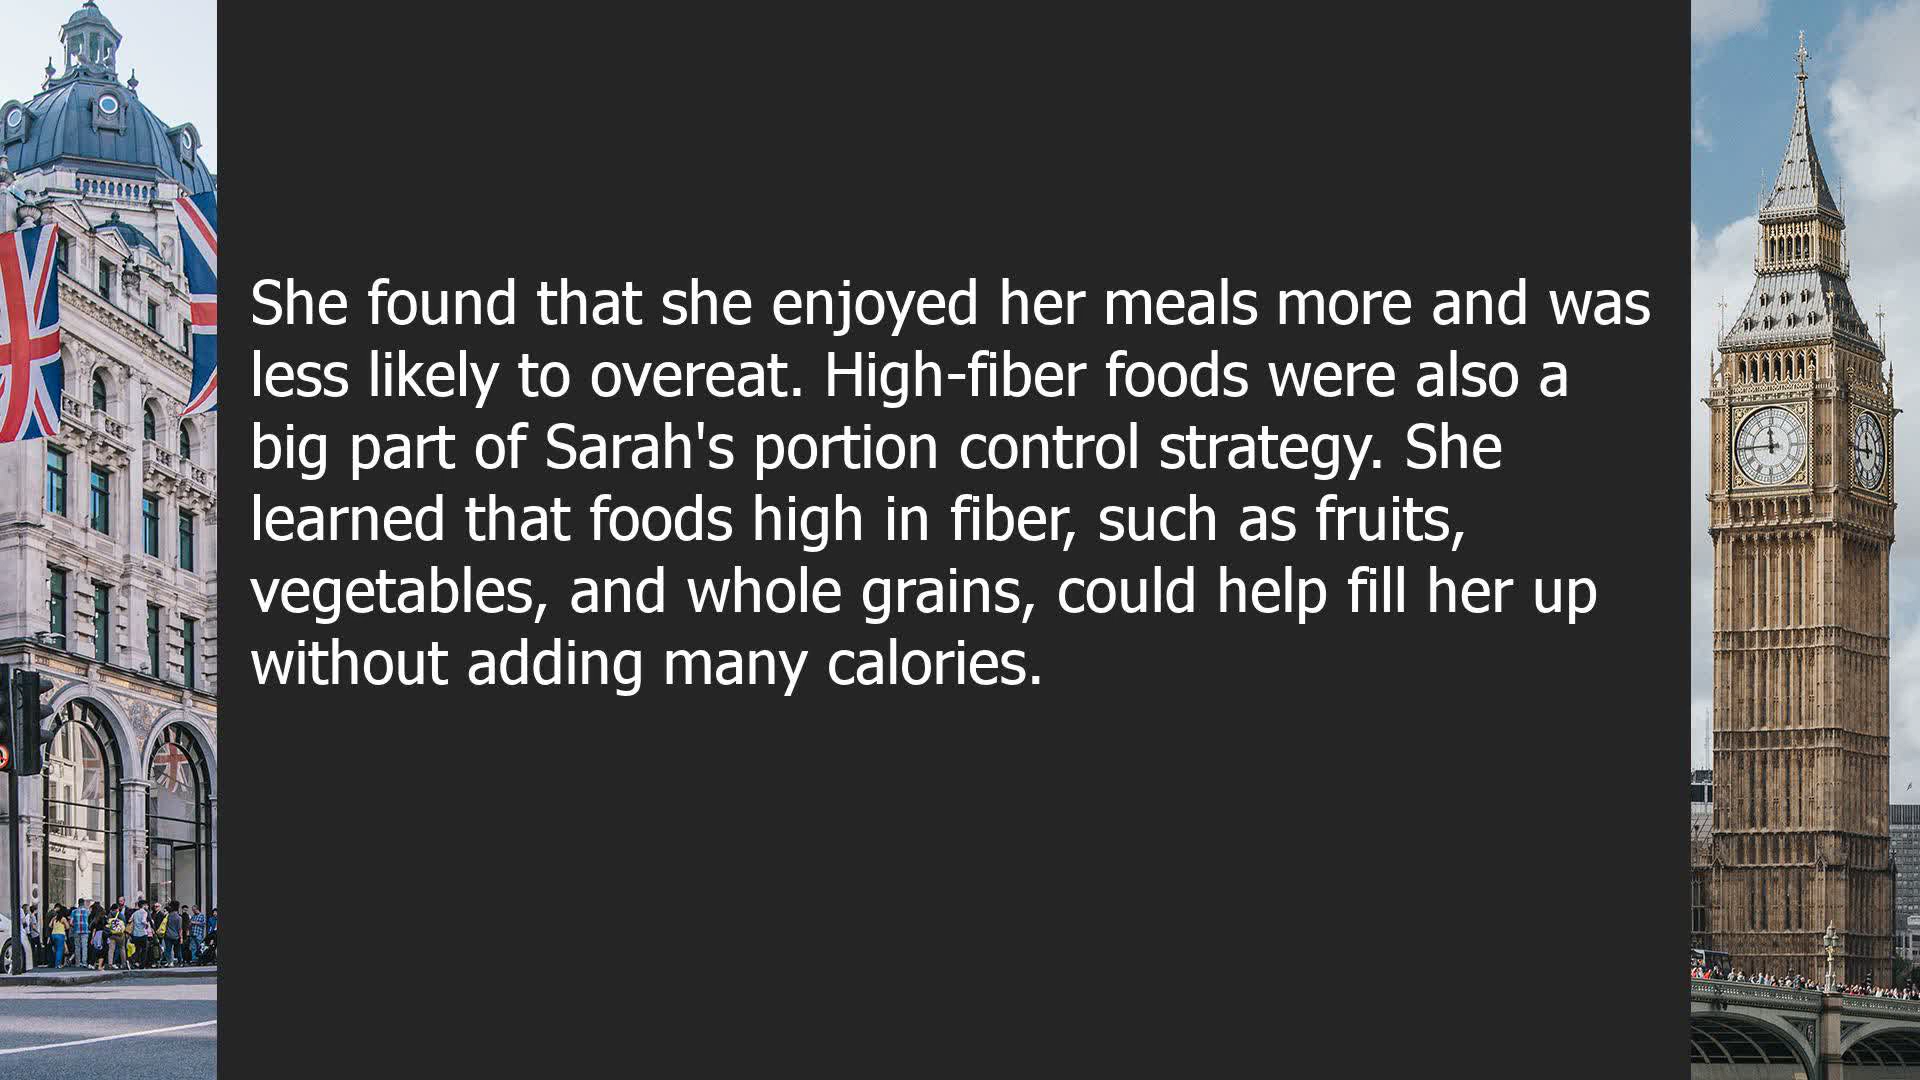 She found that she enjoyed her meals more and was
less likely to overeat. High-fiber foods were also a
big part of Sarah's portion control strategy. She
learned that foods high in fiber, such as fruits,
vegetables, and whole grains, could help fill her up
without adding many calories.